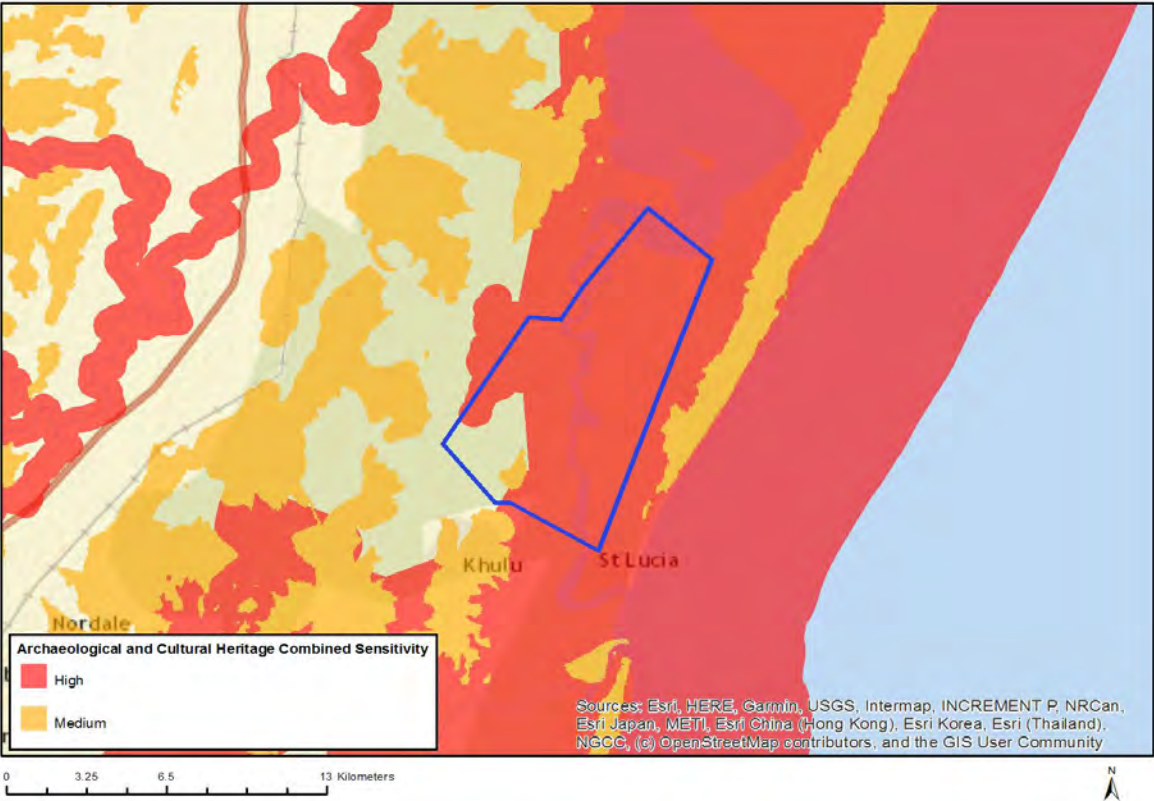 Khulu
St Lucia
Nordale
Archaeological and Cultural Heritage Combined Sensitivity
High
Medium
Sources: Esri, HERE, Garmin, USGS, Intermap, INCREMENT P, NRCan,
Esri Japan, METI, Esri China (Hong Kong), Esri Korea, Esri (Thailand),
NGCC, (c) OpenStreetMap contributors, and the GIS User Community
0 3.25 6.5 13 Kilometers
N